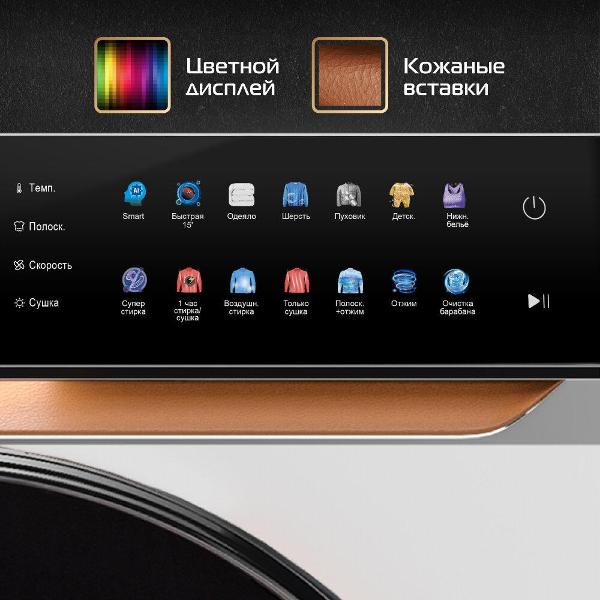 Цветной
дисплей
Кожаные
вставки
Темп.
Полоск.
Скорость
Сушка
AI
Smart
Быстрая
15'
Одеяло
Шерсть
Пуховик
Детск.
Нижн.
бельё
Супер
стирка
1 час
стирка/
сушка
Воздушн.
стирка
Только
сушка
Полоск.
+отжим
Отжим
Очистка
барабана